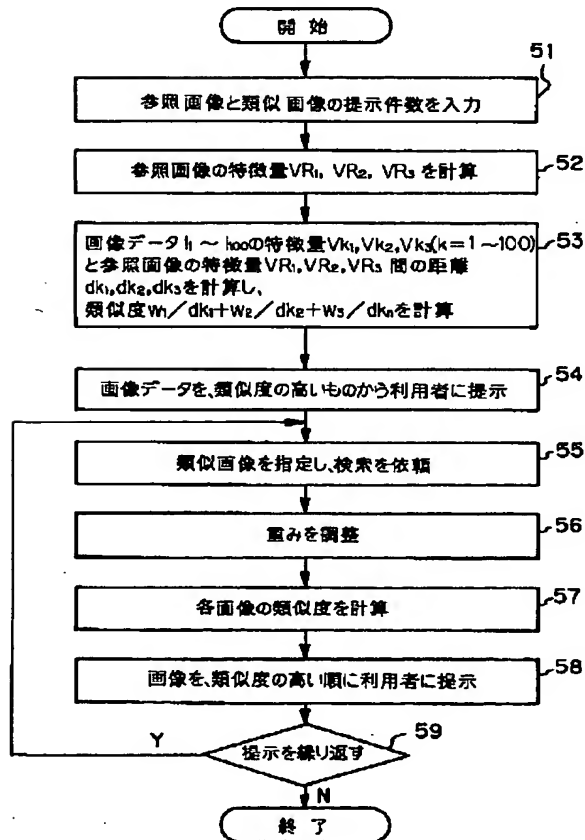 開始
51
参照画像と類似画像の提示件数を入力
52
参照画像の特徴量VR₁, VR₂, VR₃を計算
53
画像データI₁～I₁₀₀の特徴量Vk₁,Vk₂,Vk₃(k=1～100)
と参照画像の特徴量VR₁,VR₂,VR₃間の距離
dk₁,dk₂,dk₃を計算し、
類似度w₁／dk₁+w₂／dk₂+w₃／dkₙを計算
54
画像データを、類似度の高いものから利用者に提示
55
類似画像を指定し、検索を依頼
56
重みを調整
57
各画像の類似度を計算
58
画像を、類似度の高い順に利用者に提示
59
提示を繰り返す
Y
N
終了